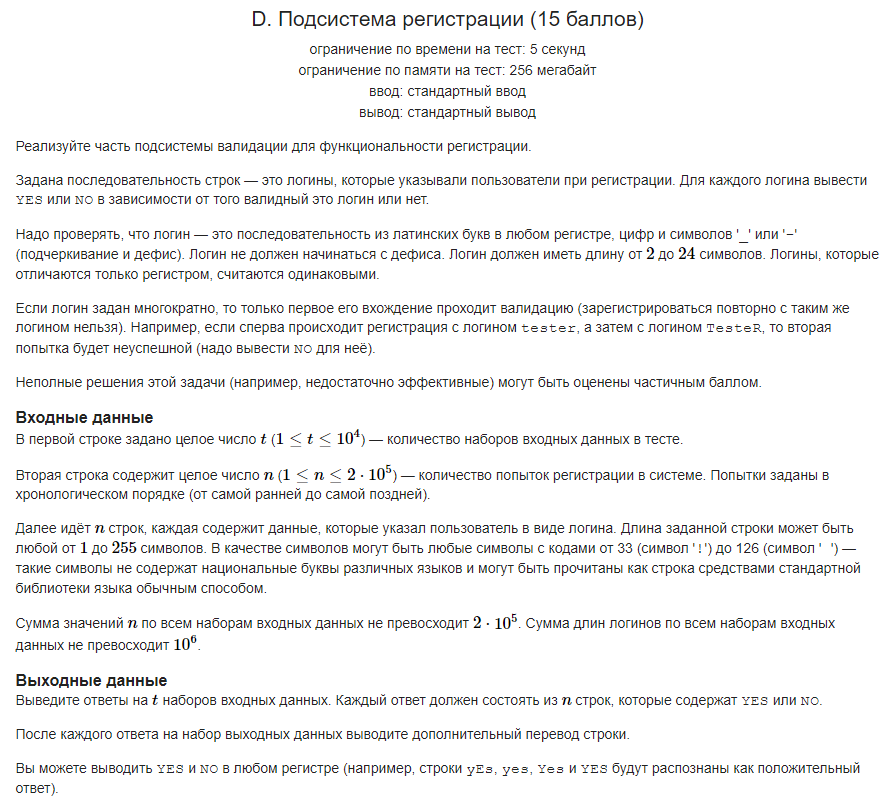 D. Подсистема регистрации (15 баллов)
ограничение по времени на тест: 5 секунд
ограничение по памяти на тест: 256 мегабайт
ввод: стандартный ввод
вывод: стандартный вывод
Реализуйте часть подсистемы валидации для функциональности регистрации.
Задана последовательность строк — это логины, которые указывали пользователи при регистрации. Для каждого логина вывести
YES или NO в зависимости от того валидный это логин или нет.
Надо проверять, что логин — это последовательность из латинских букв в любом регистре, цифр и символов '_' или '-'
(подчеркивание и дефис). Логин не должен начинаться с дефиса. Логин должен иметь длину от 2 до 24 символов. Логины, которые
отличаются только регистром, считаются одинаковыми.
Если логин задан многократно, то только первое его вхождение проходит валидацию (зарегистрироваться повторно с таким же
логином нельзя). Например, если сперва происходит регистрация с логином tester, а затем с логином TesteR, то вторая
попытка будет неуспешной (надо вывести NO для неё).
Неполные решения этой задачи (например, недостаточно эффективные) могут быть оценены частичным баллом.
Входные данные
В первой строке задано целое число t (1 ≤ t ≤ 10⁴) — количество наборов входных данных в тесте.
Вторая строка содержит целое число n (1 ≤ n ≤ 2 · 10⁵) — количество попыток регистрации в системе. Попытки заданы в
хронологическом порядке (от самой ранней до самой поздней).
Далее идёт n строк, каждая содержит данные, которые указал пользователь в виде логина. Длина заданной строки может быть
любой от 1 до 255 символов. В качестве символов могут быть любые символы с кодами от 33 (символ '!') до 126 (символ ' ') —
такие символы не содержат национальные буквы различных языков и могут быть прочитаны как строка средствами стандартной
библиотеки языка обычным способом.
Сумма значений n по всем наборам входных данных не превосходит 2 · 10⁵. Сумма длин логинов по всем наборам входных
данных не превосходит 10⁶.
Выходные данные
Выведите ответы на t наборов входных данных. Каждый ответ должен состоять из n строк, которые содержат YES или NO.
После каждого ответа на набор выходных данных выводите дополнительный перевод строки.
Вы можете выводить YES и NO в любом регистре (например, строки yEs, yes, Yes и YES будут распознаны как положительный
ответ).